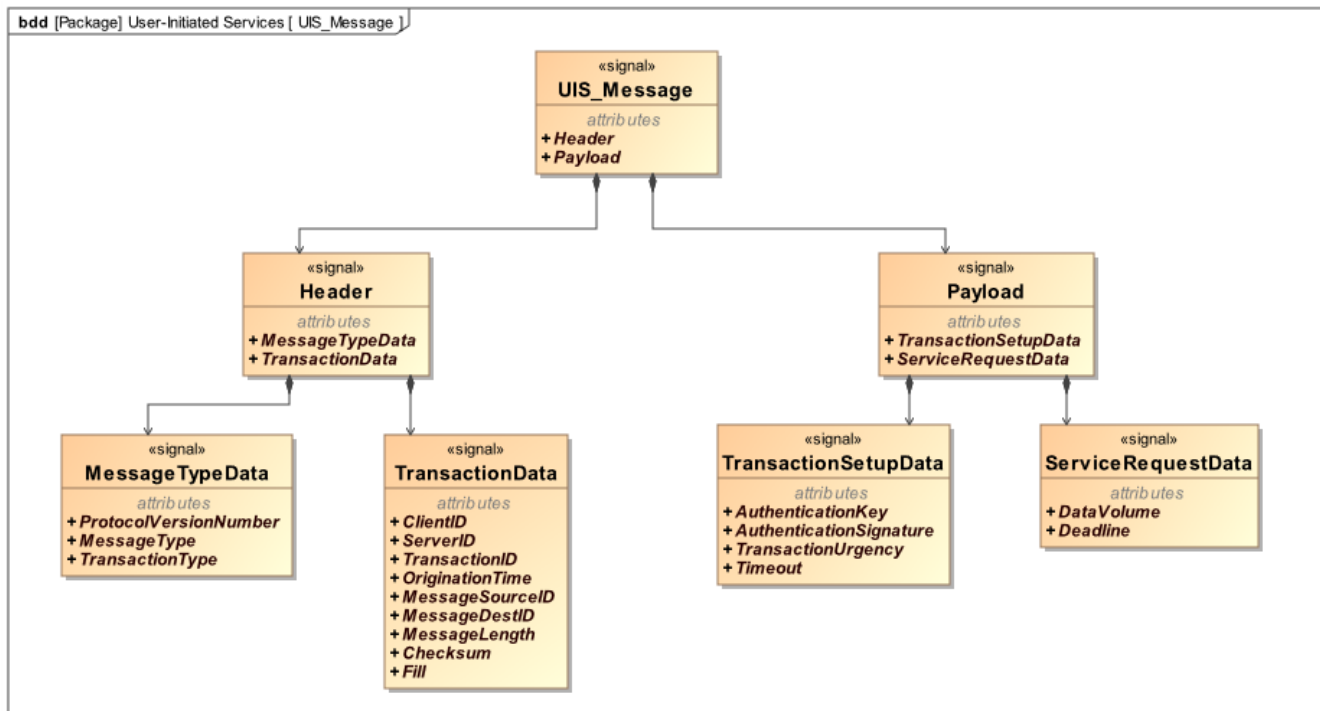 bdd [Package] User-Initiated Services [ UIS_Message ]
«signal»
UIS_Message
attributes
+ Header
+ Payload
«signal»
Header
attributes
+ MessageTypeData
+ TransactionData
«signal»
Payload
attributes
+ TransactionSetupData
+ ServiceRequestData
«signal»
MessageTypeData
attributes
+ ProtocolVersionNumber
+ MessageType
+ TransactionType
«signal»
TransactionData
attributes
+ ClientID
+ ServerID
+ TransactionID
+ OriginationTime
+ MessageSourceID
+ MessageDestID
+ MessageLength
+ Checksum
+ Fill
«signal»
TransactionSetupData
attributes
+ AuthenticationKey
+ AuthenticationSignature
+ TransactionUrgency
+ Timeout
«signal»
ServiceRequestData
attributes
+ DataVolume
+ Deadline